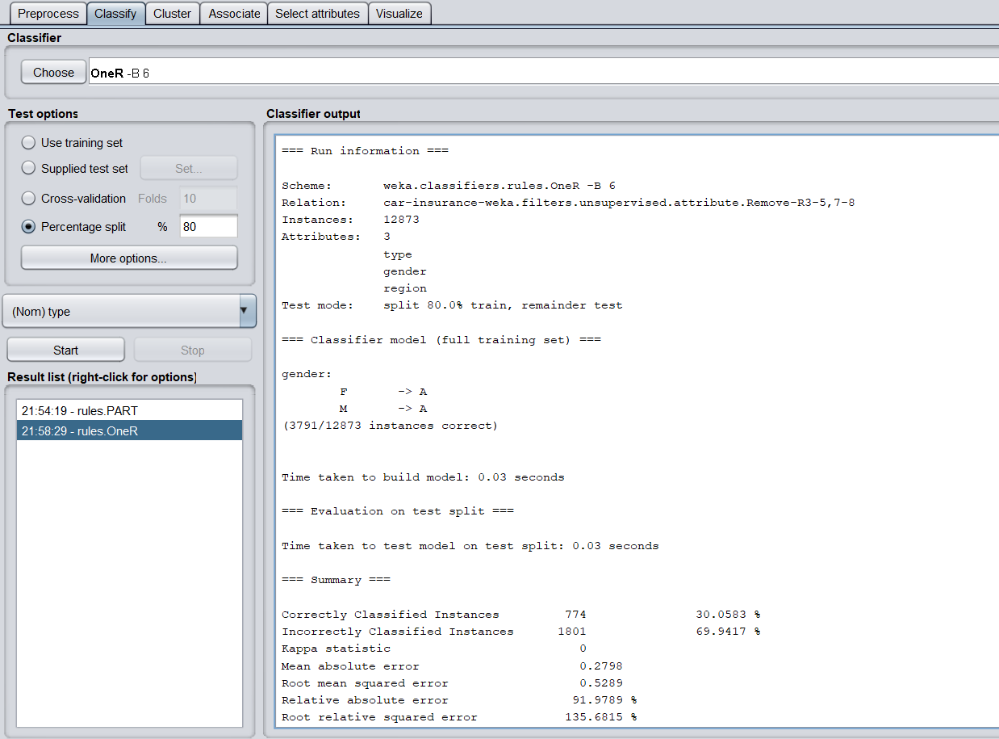 Preprocess Classify Cluster Associate Select attributes Visualize
Classifier
Choose OneR -B 6
Test options
Use training set
Supplied test set Set...
Cross-validation Folds 10
Percentage split % 80
More options...
(Nom) type
Start Stop
Result list (right-click for options)
21:54:19 - rules.PART
21:58:29 - rules.OneR
Classifier output
=== Run information ===
Scheme: weka.classifiers.rules.OneR -B 6
Relation: car-insurance-weka.filters.unsupervised.attribute.Remove-R3-5,7-8
Instances: 12873
Attributes: 3
type
gender
region
Test mode: split 80.0% train, remainder test
=== Classifier model (full training set) ===
gender:
F -> A
M -> A
(3791/12873 instances correct)
Time taken to build model: 0.03 seconds
=== Evaluation on test split ===
Time taken to test model on test split: 0.03 seconds
=== Summary ===
Correctly Classified Instances 774 30.0583 %
Incorrectly Classified Instances 1801 69.9417 %
Kappa statistic 0
Mean absolute error 0.2798
Root mean squared error 0.5289
Relative absolute error 91.9789 %
Root relative squared error 135.6815 %